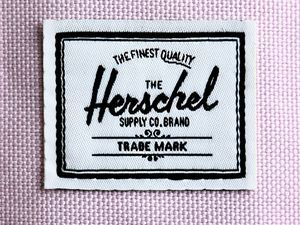 THE FINEST QUALITY
THE
Herschel
SUPPLY CO. BRAND
TRADE MARK